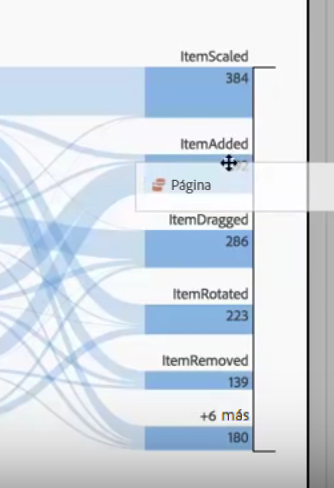 ItemScaled
384
ItemAdded
Página
ItemDragged
286
ItemRotated
223
ItemRemoved
139
+6 más
180